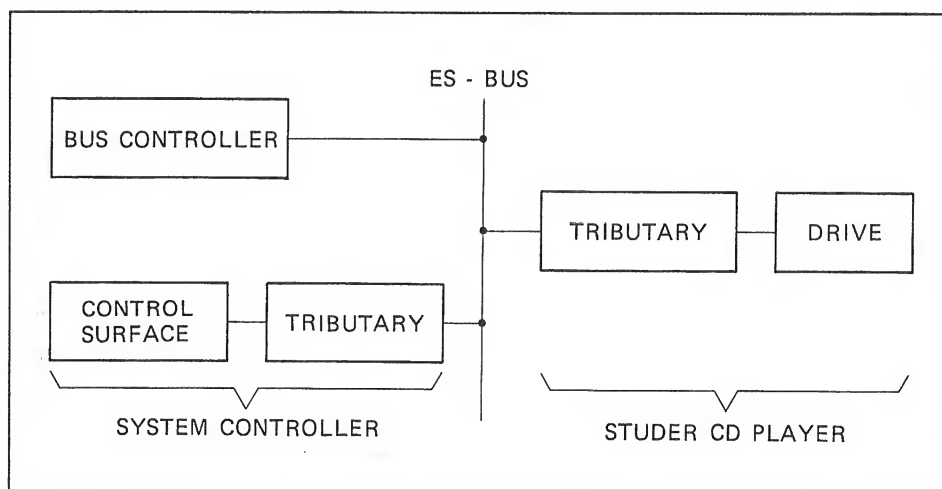 ES - BUS
BUS CONTROLLER
TRIBUTARY
DRIVE
CONTROL
SURFACE
TRIBUTARY
SYSTEM CONTROLLER
STUDER CD PLAYER